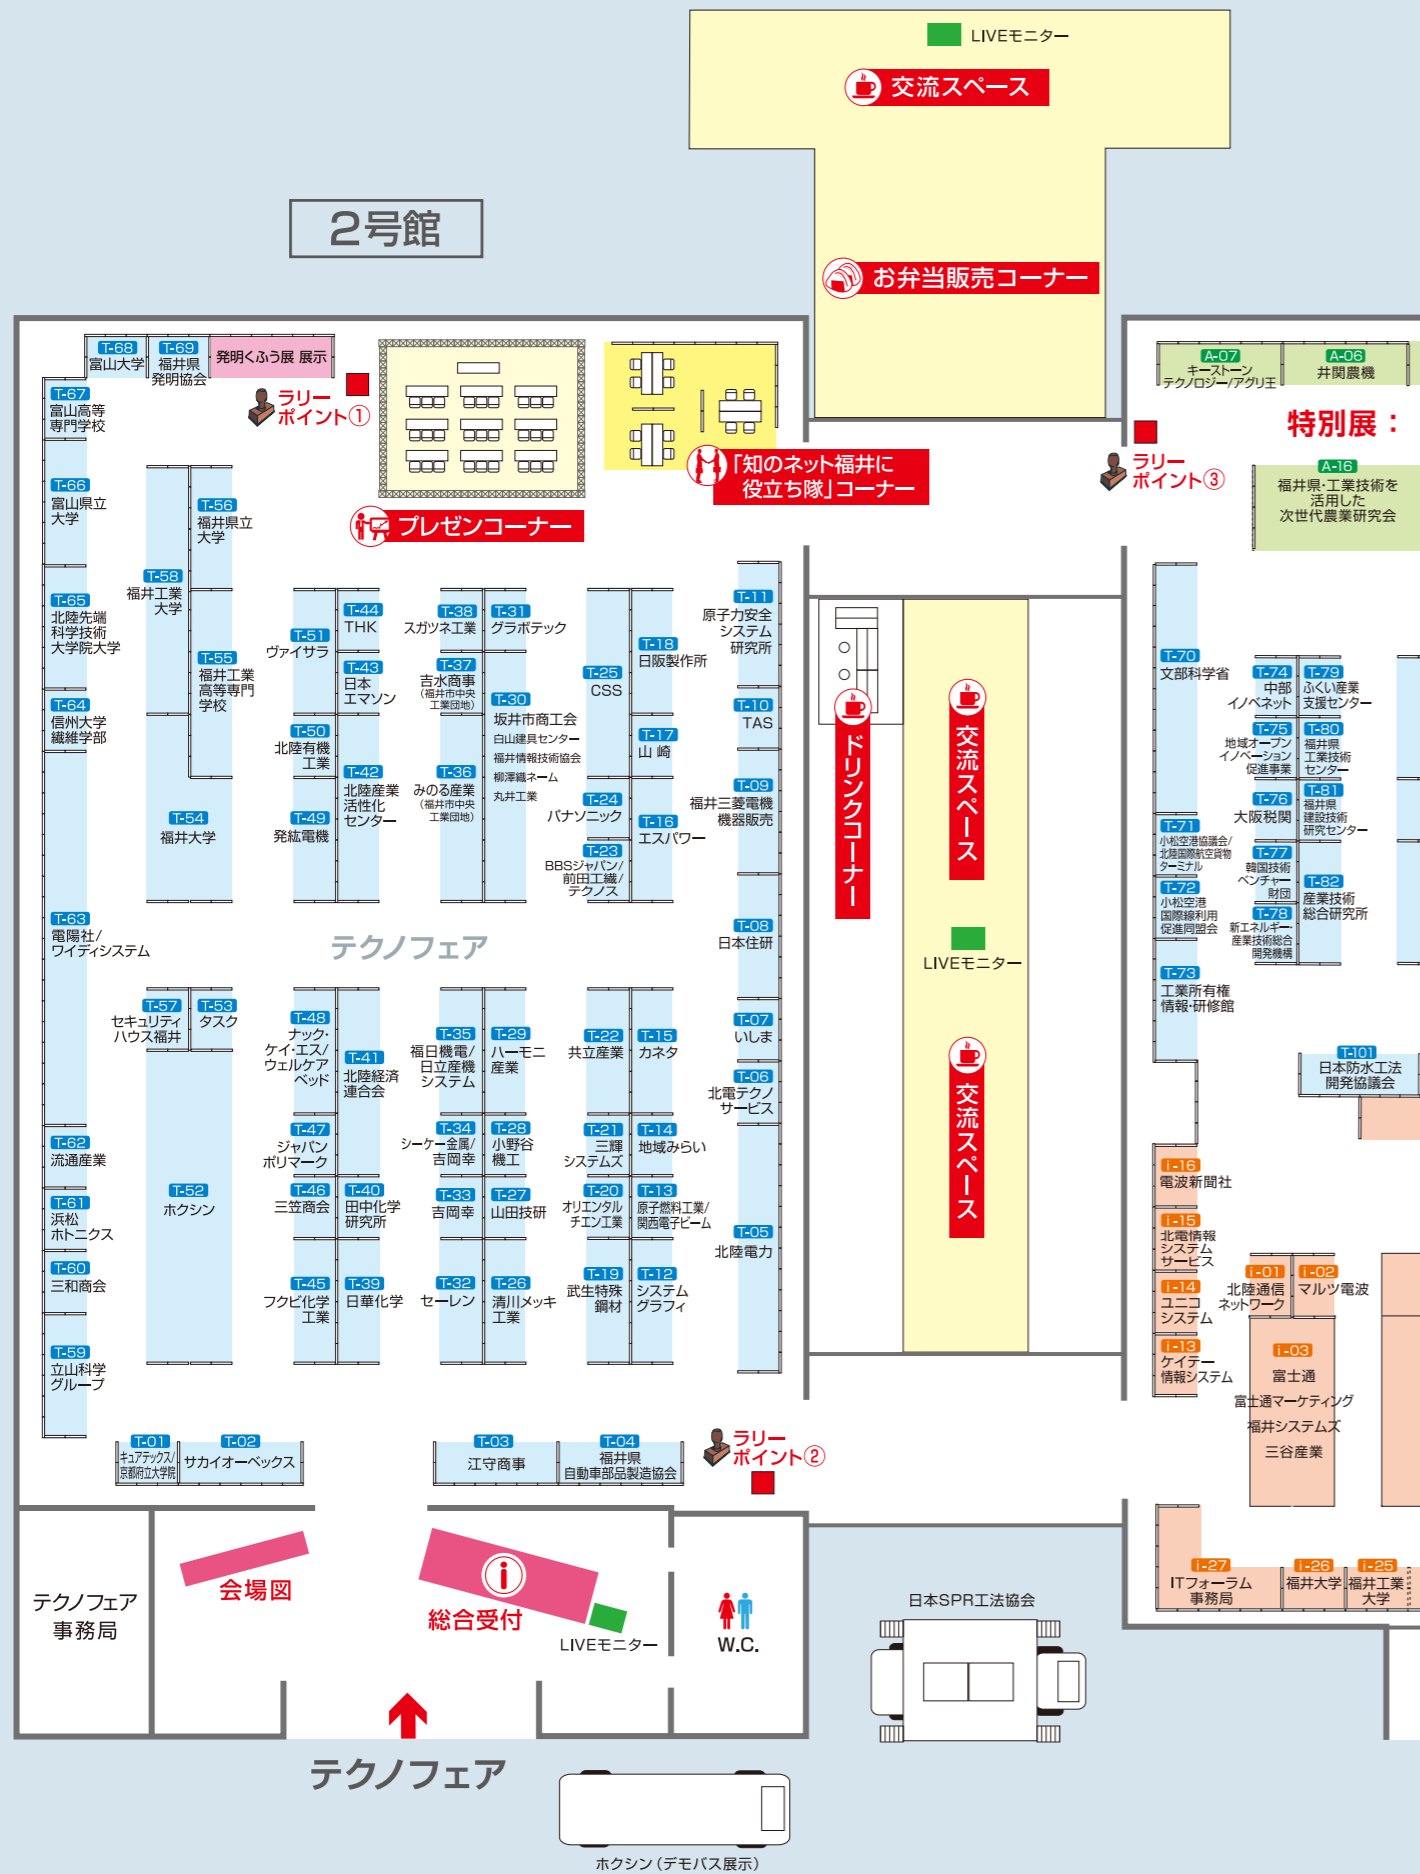 LIVEモニター
交流スペース
2号館
お弁当販売コーナー
T-68
富山大学
T-69
福井県
発明協会
発明くふう展 展示
ラリー
ポイント①
プレゼンコーナー
「知のネット福井に
役立ち隊」コーナー
T-67
富山高等
専門学校
T-66
富山県立
大学
T-65
北陸先端
科学技術
大学院大学
T-64
信州大学
繊維学部
T-63
電陽社/
ワイディシステム
T-62
流通産業
T-61
浜松
ホトニクス
T-60
三和商会
T-59
立山科学
グループ
T-56
福井県立
大学
T-58
福井工業
大学
T-55
福井工業
高等専門
学校
T-54
福井大学
T-57
セキュリティ
ハウス福井
T-53
タスク
T-52
ホクシン
T-51
ヴァイサラ
T-44
THK
T-43
日本
エマソン
T-50
北陸有機
工業
T-42
北陸産業
活性化
センター
T-49
発紘電機
T-38
スガツネ工業
T-31
グラボテック
T-37
吉水商事
(福井市中央
工業団地)
T-30
坂井市商工会
白山建具センター
福井情報技術協会
柳澤織ネーム
丸井工業
T-36
みのる産業
(福井市中央
工業団地)
T-25
CSS
T-18
日阪製作所
T-17
山崎
T-24
パナソニック
T-16
エスパワー
T-23
BBSジャパン/
前田工繊/
テクノス
T-11
原子力安全
システム
研究所
T-10
TAS
T-09
福井三菱電機
機器販売
T-08
日本住研
T-07
いしま
T-06
北電テクノ
サービス
T-05
北陸電力
テクノフェア
T-48
ナック・
ケイ・エス/
ウェルケア
ベッド
T-41
北陸経済
連合会
T-47
ジャパン
ポリマーク
T-46
三笠商会
T-40
田中化学
研究所
T-45
フクビ化学
工業
T-39
日華化学
T-35
福日機電/
日立産機
システム
T-29
ハーモニ
産業
T-34
シーケー金属/
吉岡幸
T-28
小野谷
機工
T-33
吉岡幸
T-27
山田技研
T-32
セーレン
T-26
清川メッキ
工業
T-22
共立産業
T-15
カネタ
T-21
三輝
システムズ
T-14
地域みらい
T-20
オリエンタル
チエン工業
T-13
原子燃料工業/
関西電子ビーム
T-19
武生特殊
鋼材
T-12
システム
グラフィ
T-01
キュアテックス/
京都府立大学院
T-02
サカイオーベックス
T-03
江守商事
T-04
福井県
自動車部品製造協会
ラリー
ポイント②
テクノフェア
事務局
会場図
総合受付
LIVEモニター
W.C.
テクノフェア
ホクシン(デモバス展示)
日本SPR工法協会
ドリンクコーナー
交流スペース
LIVEモニター
交流スペース
ラリー
ポイント③
A-07
キーストーン
テクノロジー/アグリ王
A-06
井関農機
特別展：
A-16
福井県・工業技術を
活用した
次世代農業研究会
T-70
文部科学省
T-71
小松空港協議会/
北陸国際航空貨物
ターミナル
T-72
小松空港
国際線利用
促進同盟会
T-73
工業所有権
情報・研修館
T-74
中部
イノベネット
T-79
ふくい産業
支援センター
T-75
地域オープン
イノベーション
促進事業
T-80
福井県
工業技術
センター
T-76
大阪税関
T-81
福井県
建設技術
研究センター
T-77
韓国技術
ベンチャー
財団
T-82
産業技術
総合研究所
T-78
新エネルギー・
産業技術総合
開発機構
T-101
日本防水工法
開発協議会
i-16
電波新聞社
i-15
北電情報
システム
サービス
i-14
ユニコ
システム
i-13
ケイテー
情報システム
i-01
北陸通信
ネットワーク
i-02
マルツ電波
i-03
富士通
富士通マーケティング
福井システムズ
三谷産業
i-27
ITフォーラム
事務局
i-26
福井大学
i-25
福井工業
大学